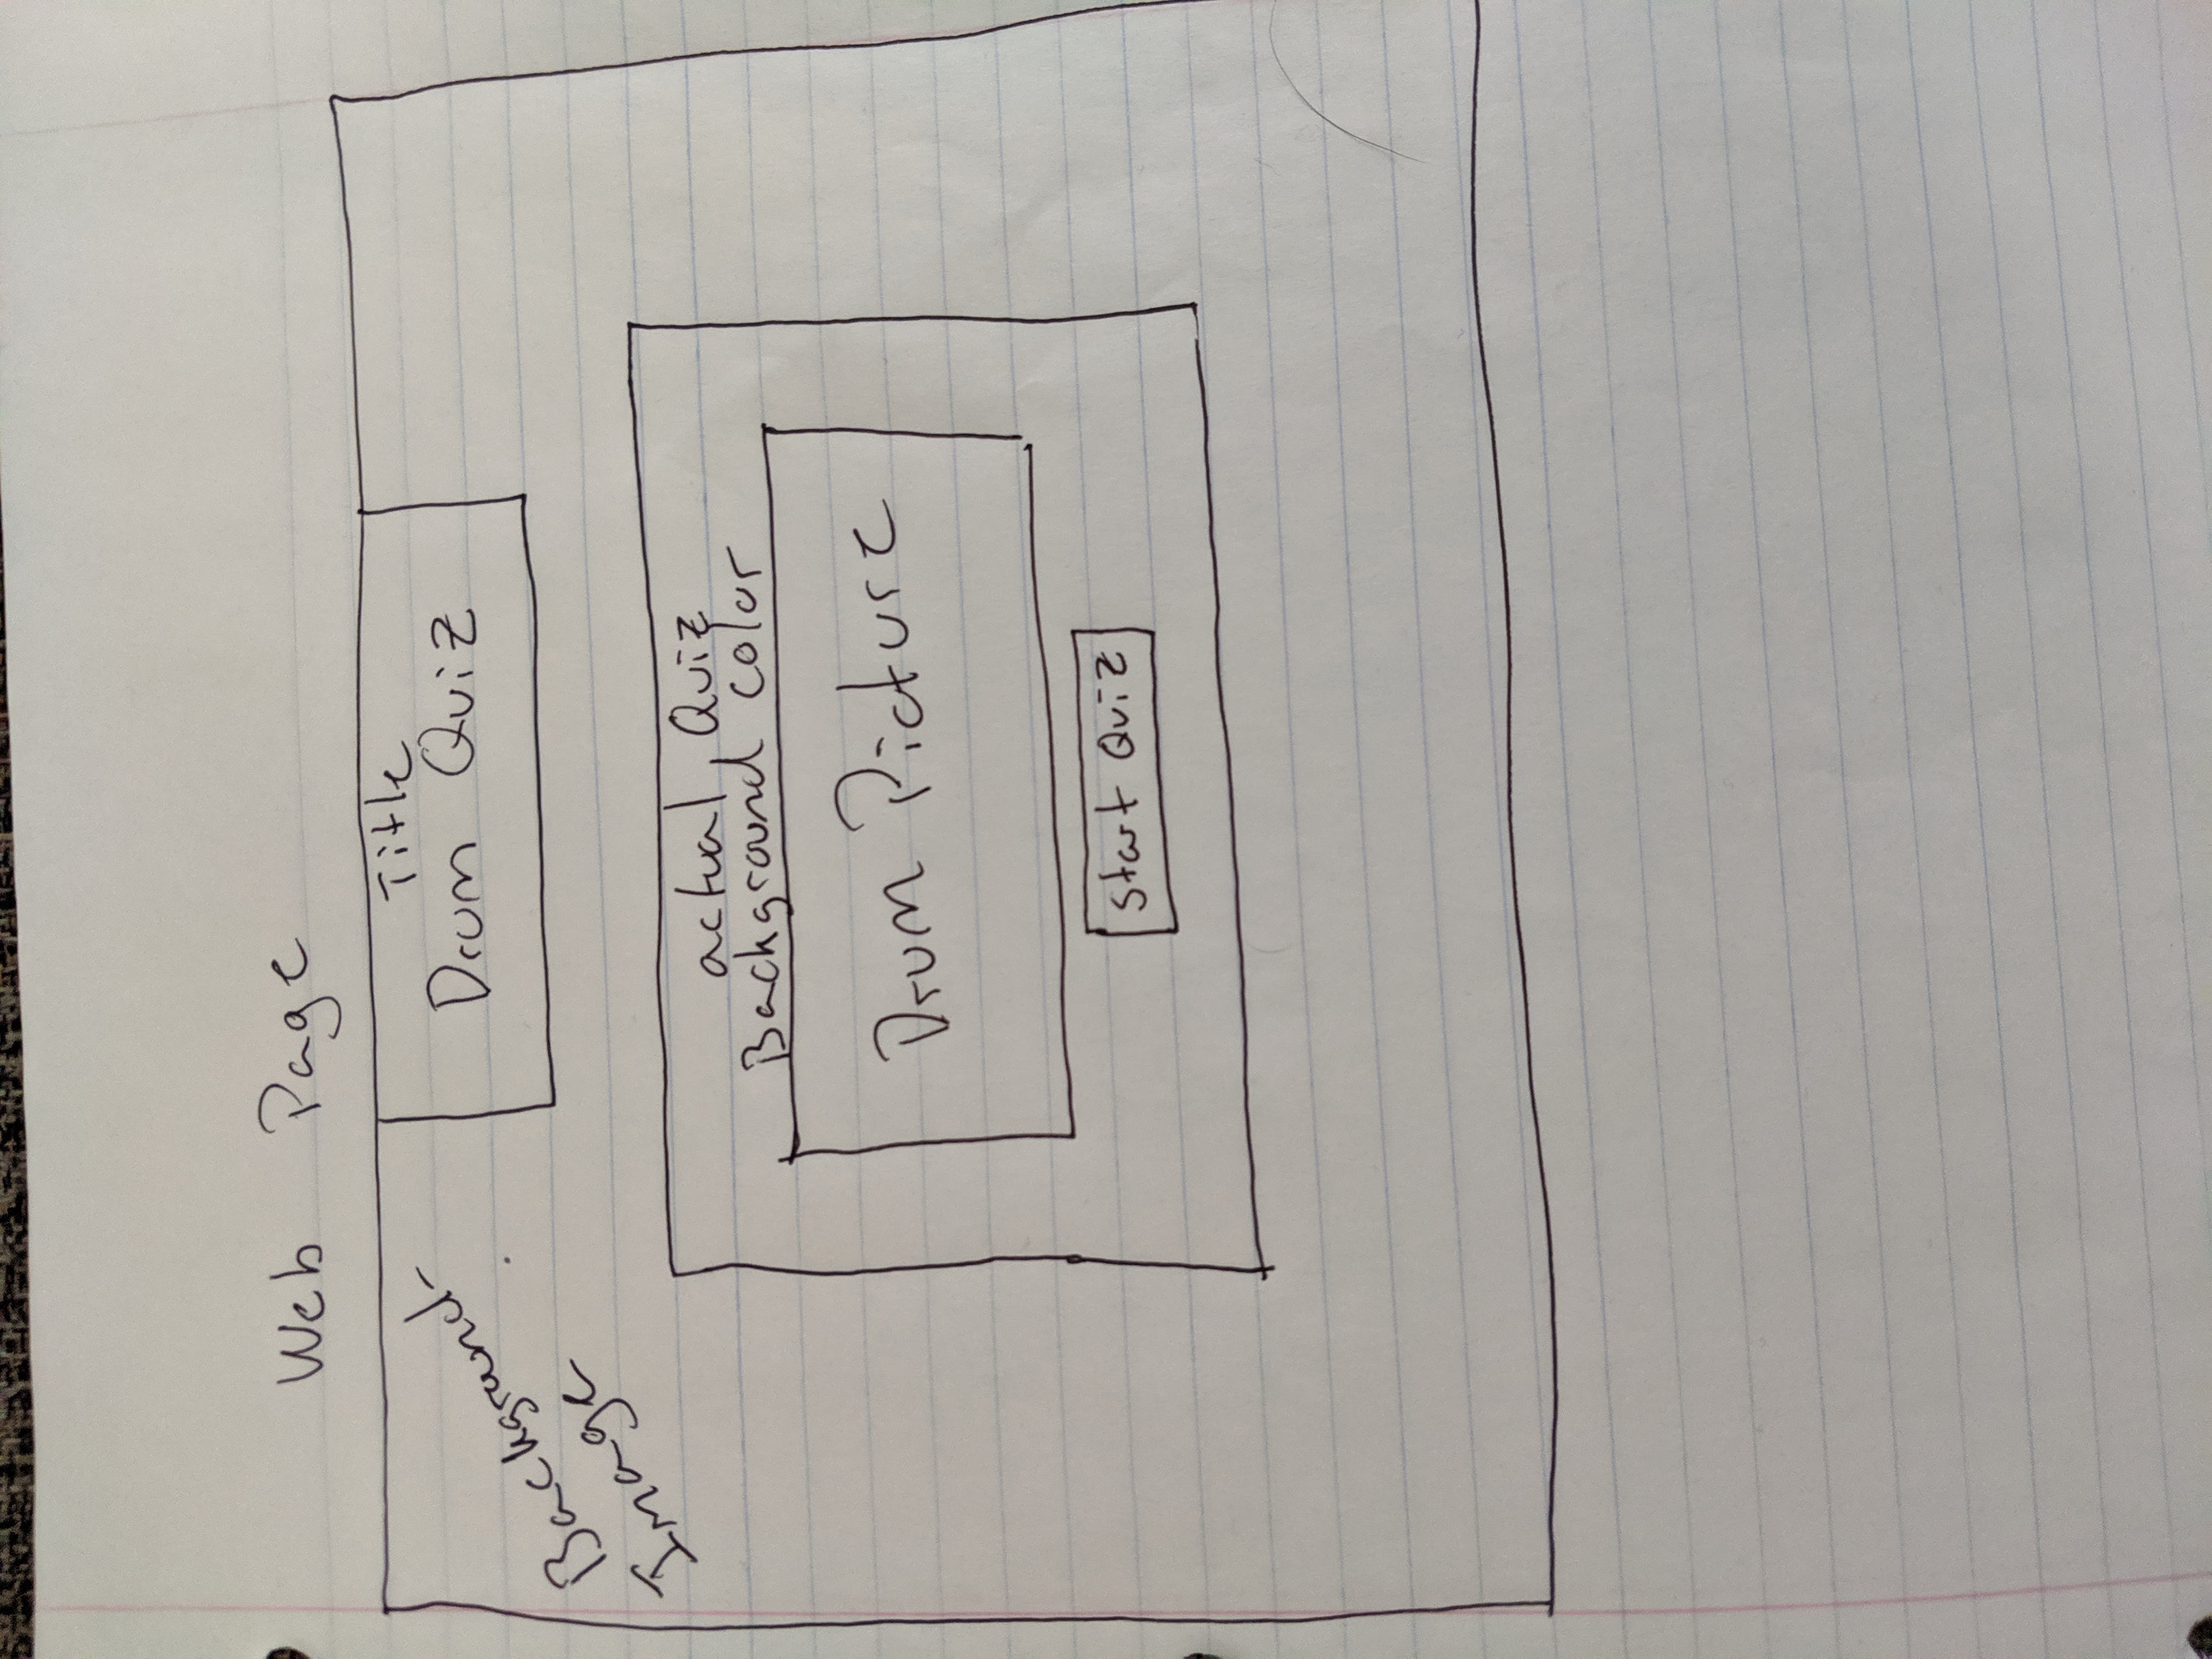 Web Page
Title
Drum Quiz
Background-
Image
actual Quiz
Background color
Drum Picture
Start Quiz